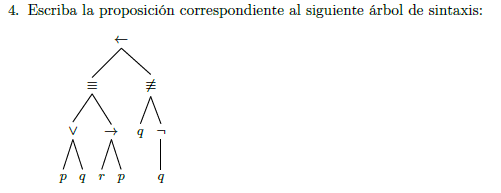 4. Escriba la proposición correspondiente al siguiente árbol de sintaxis:
←
≡ ≢
∨ → q ¬
p q r p q